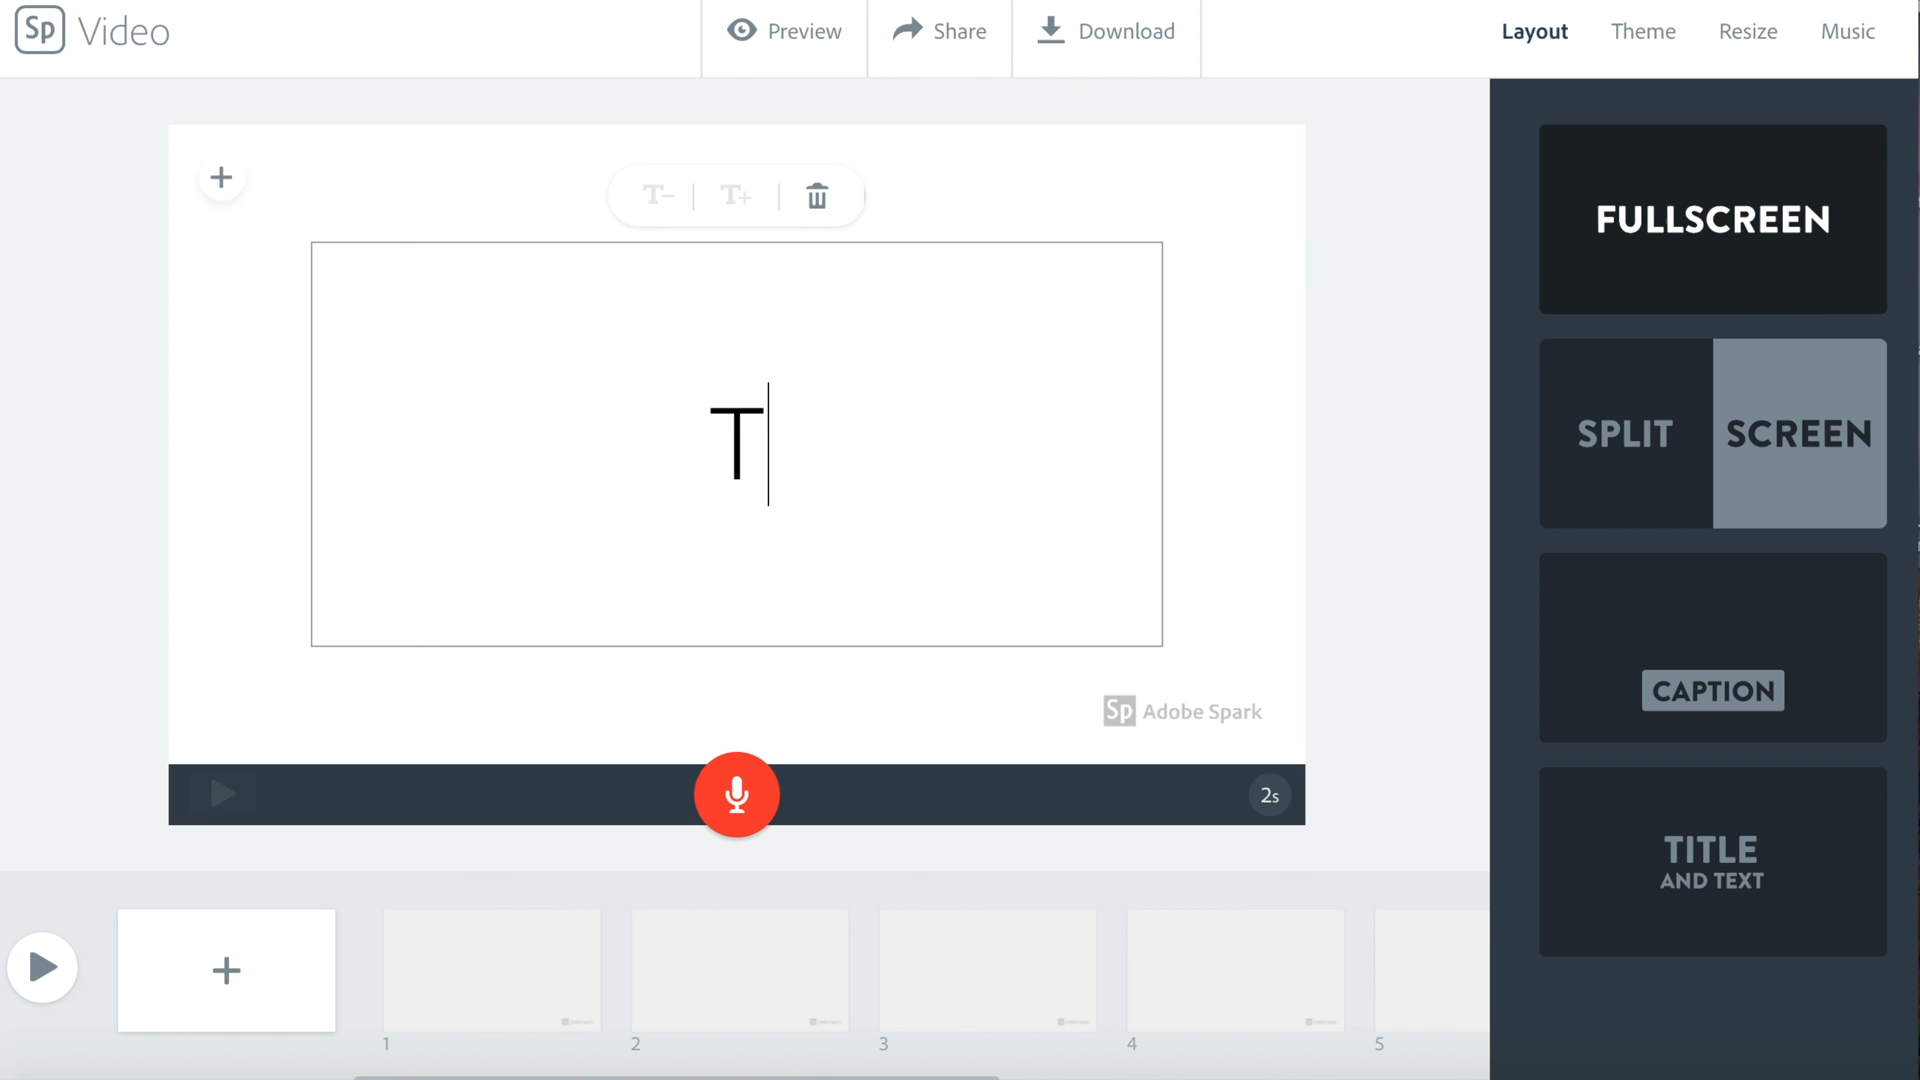 Sp Video
Preview
Share
Download
Layout
Theme
Resize
Music
T- T+
T
Sp Adobe Spark
2s
FULLSCREEN
SPLIT SCREEN
CAPTION
TITLE
AND TEXT
1
2
3
4
5